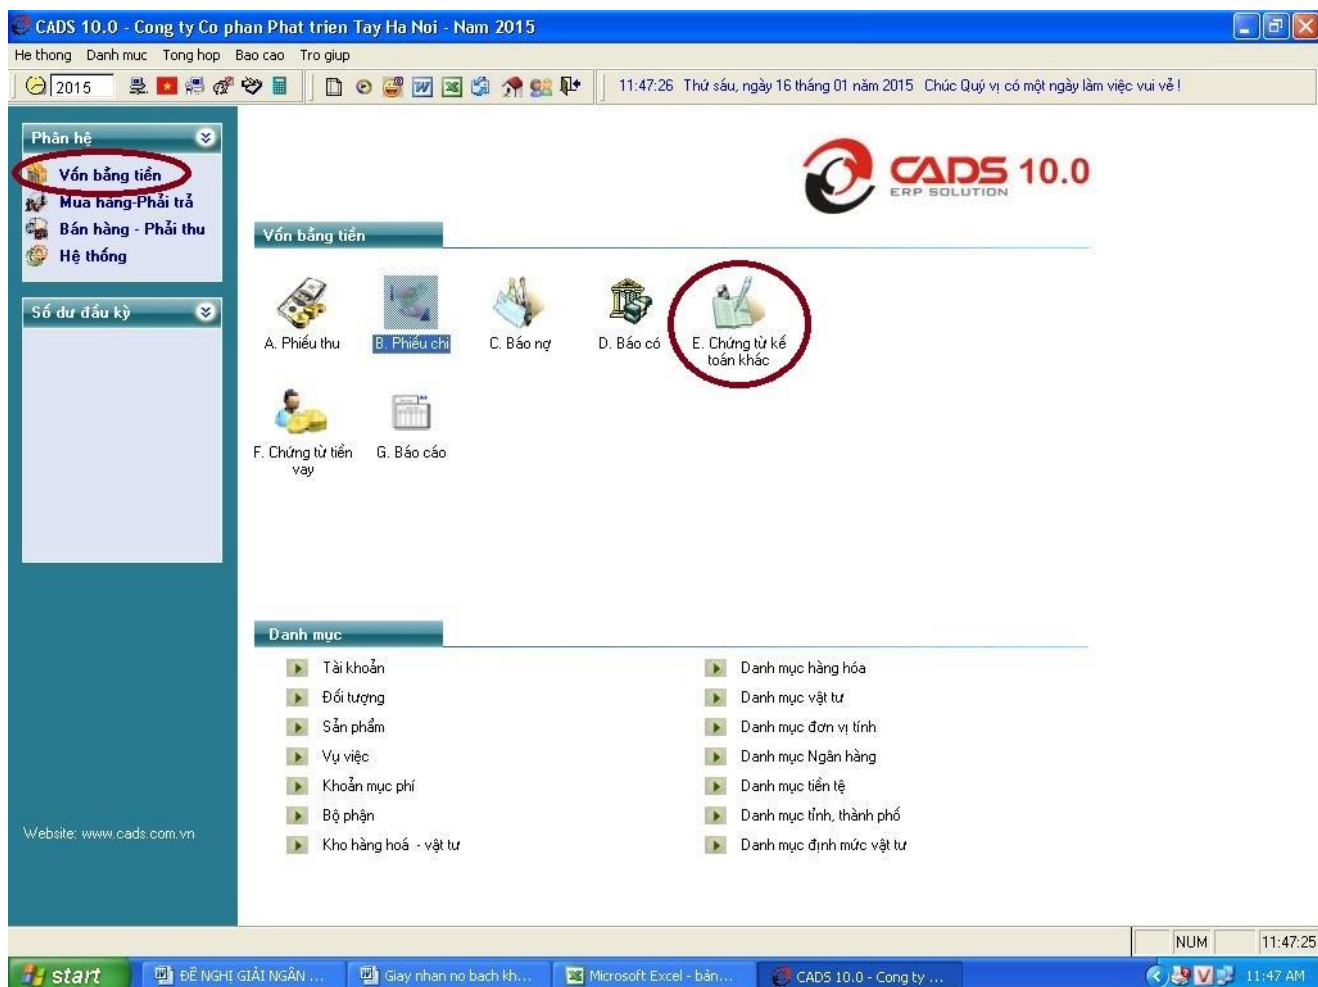 CADS 10.0 - Cong ty Co phan Phat trien Tay Ha Noi - Nam 2015
He thong Danh muc Tong hop Bao cao Tro giup
2015 11:47:26 Thứ sáu, ngày 16 tháng 01 năm 2015 Chúc Quý vị có một ngày làm việc vui vẻ !
Phân hệ
Vốn bằng tiền
Mua hàng-Phải trả
Bán hàng - Phải thu
Hệ thống
Số dư đầu kỳ
Website: www.cads.com.vn
CADS 10.0
ERP SOLUTION
Vốn bằng tiền
A. Phiếu thu
B. Phiếu chi
C. Báo nợ
D. Báo có
E. Chứng từ kế
toán khác
F. Chứng từ tiền
vay
G. Báo cáo
Danh mục
Tài khoản
Đối tượng
Sản phẩm
Vụ việc
Khoản mục phí
Bộ phận
Kho hàng hoá - vật tư
Danh mục hàng hóa
Danh mục vật tư
Danh mục đơn vị tính
Danh mục Ngân hàng
Danh mục tiền tệ
Danh mục tỉnh, thành phố
Danh mục định mức vật tư
NUM 11:47:25
start ĐỀ NGHỊ GIẢI NGÂN ... Giay nhan no bach kh... Microsoft Excel - bản... CADS 10.0 - Cong ty ... 11:47 AM